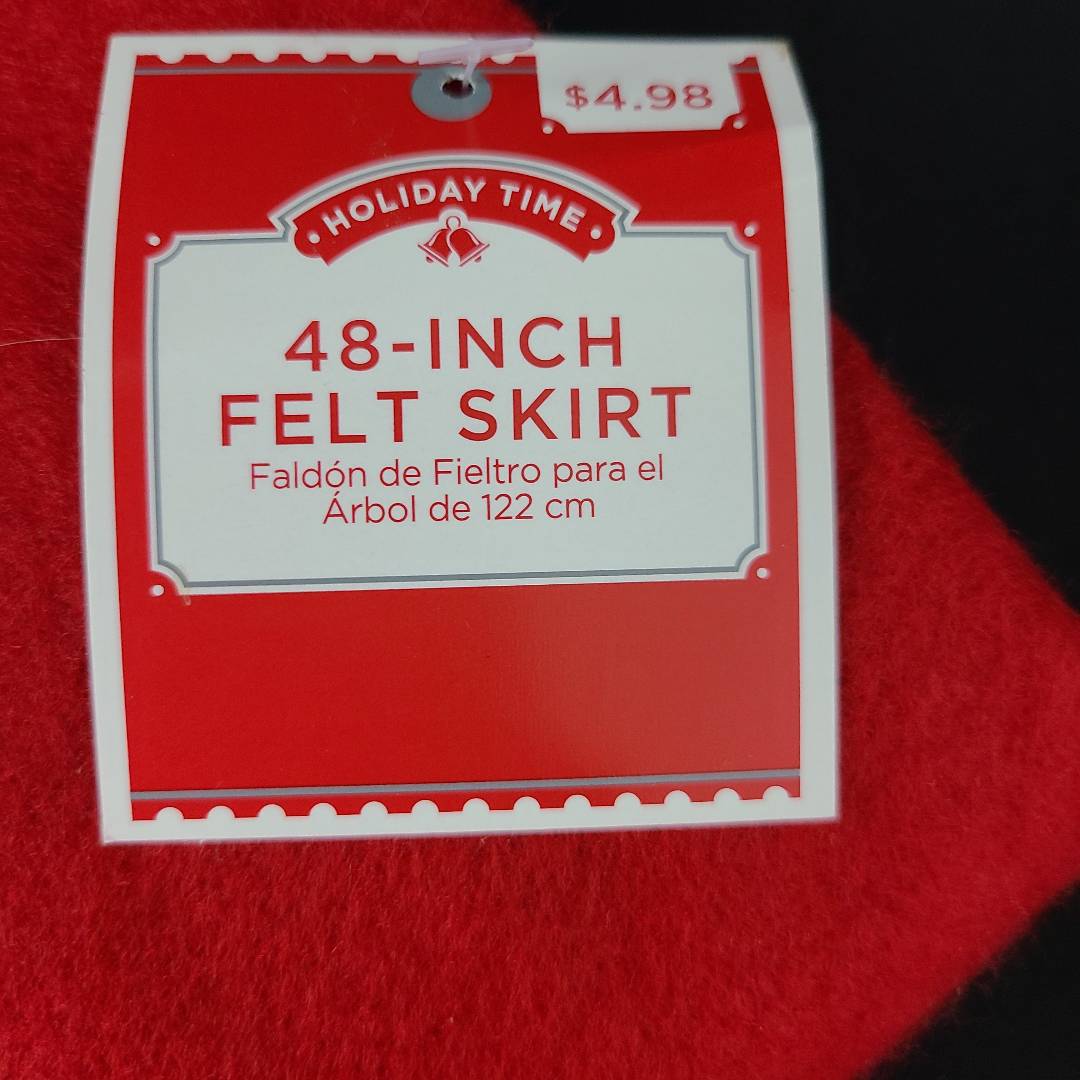 $4.98
HOLIDAY TIME
48-INCH
FELT SKIRT
Faldón de Fieltro para el
Árbol de 122 cm